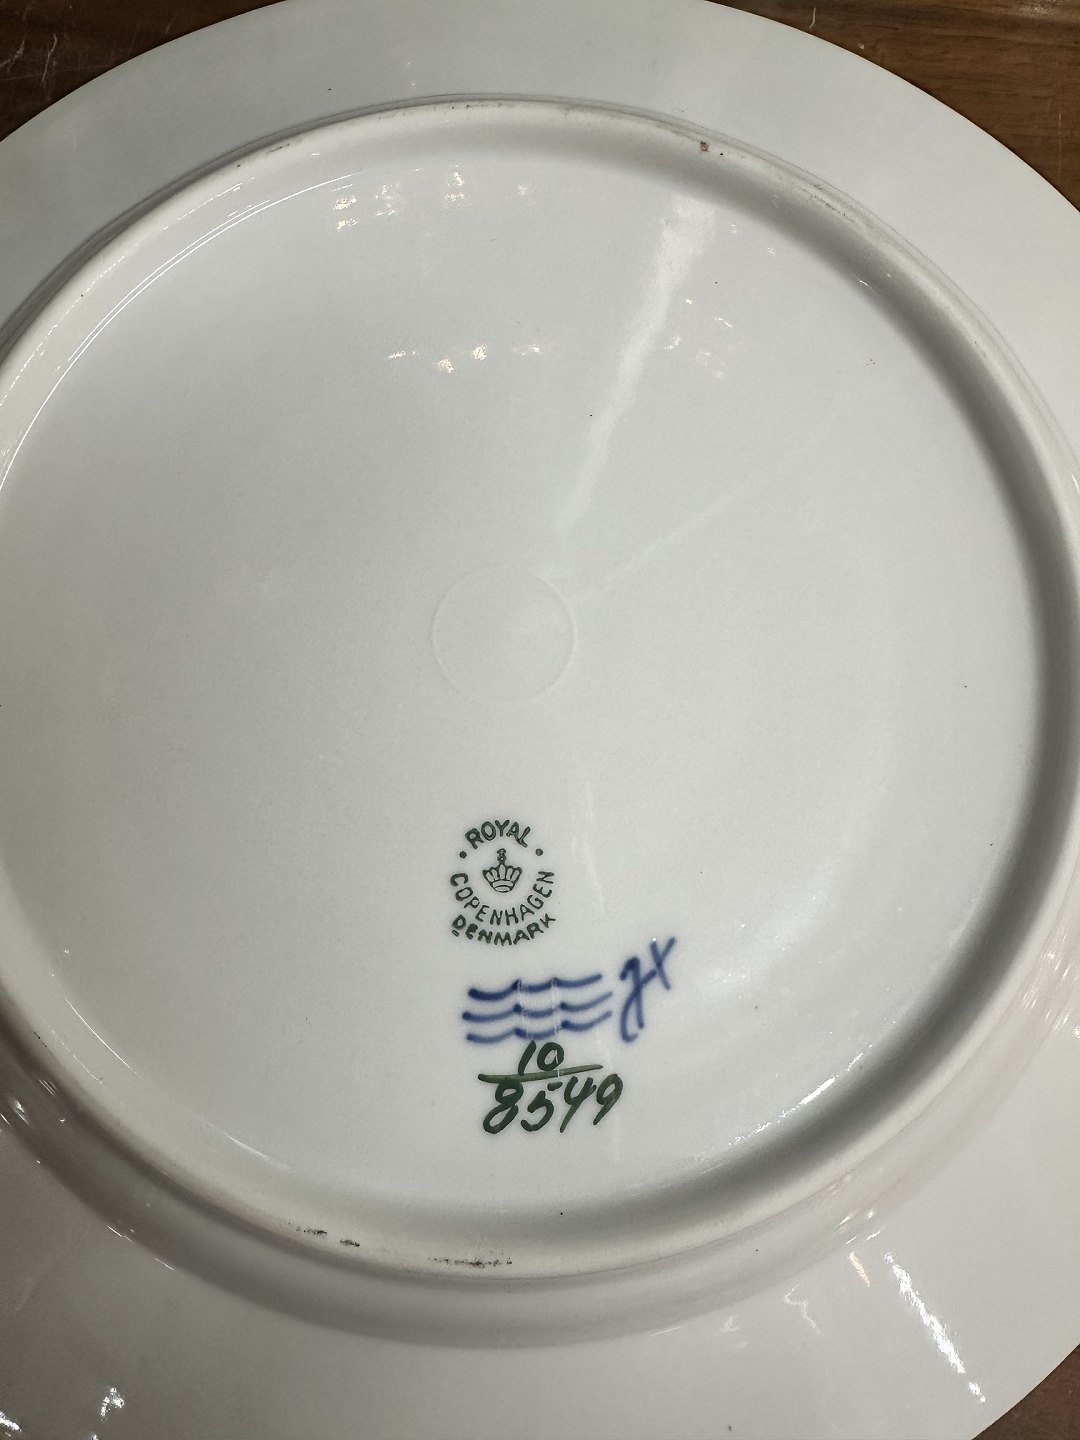 ROYAL
COPENHAGEN
DENMARK
10
8549